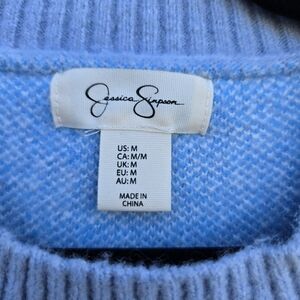 Jessica Simpson
US: M
CA: M/M
UK: M
EU: M
AU: M
MADE IN
CHINA